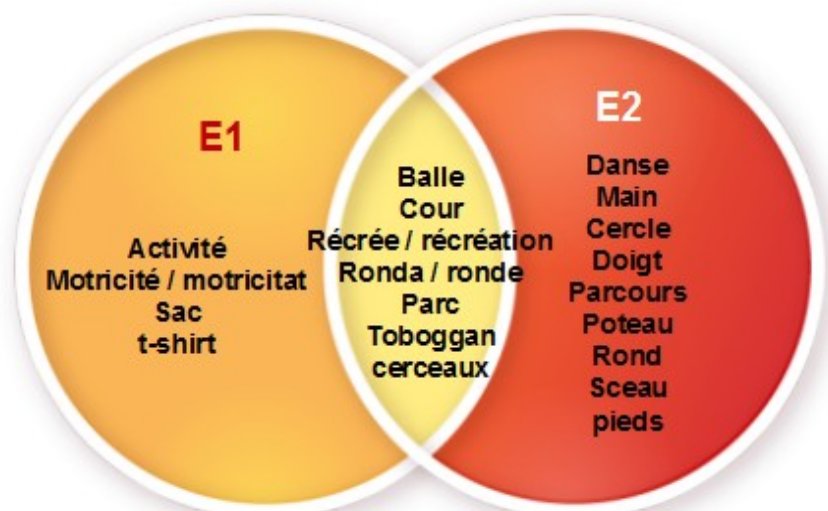 E1
Activité
Motricité / motricitat
Sac
t-shirt
Balle
Cour
Récrée / récréation
Ronda / ronde
Parc
Toboggan
cerceaux
E2
Danse
Main
Cercle
Doigt
Parcours
Poteau
Rond
Sceau
pieds